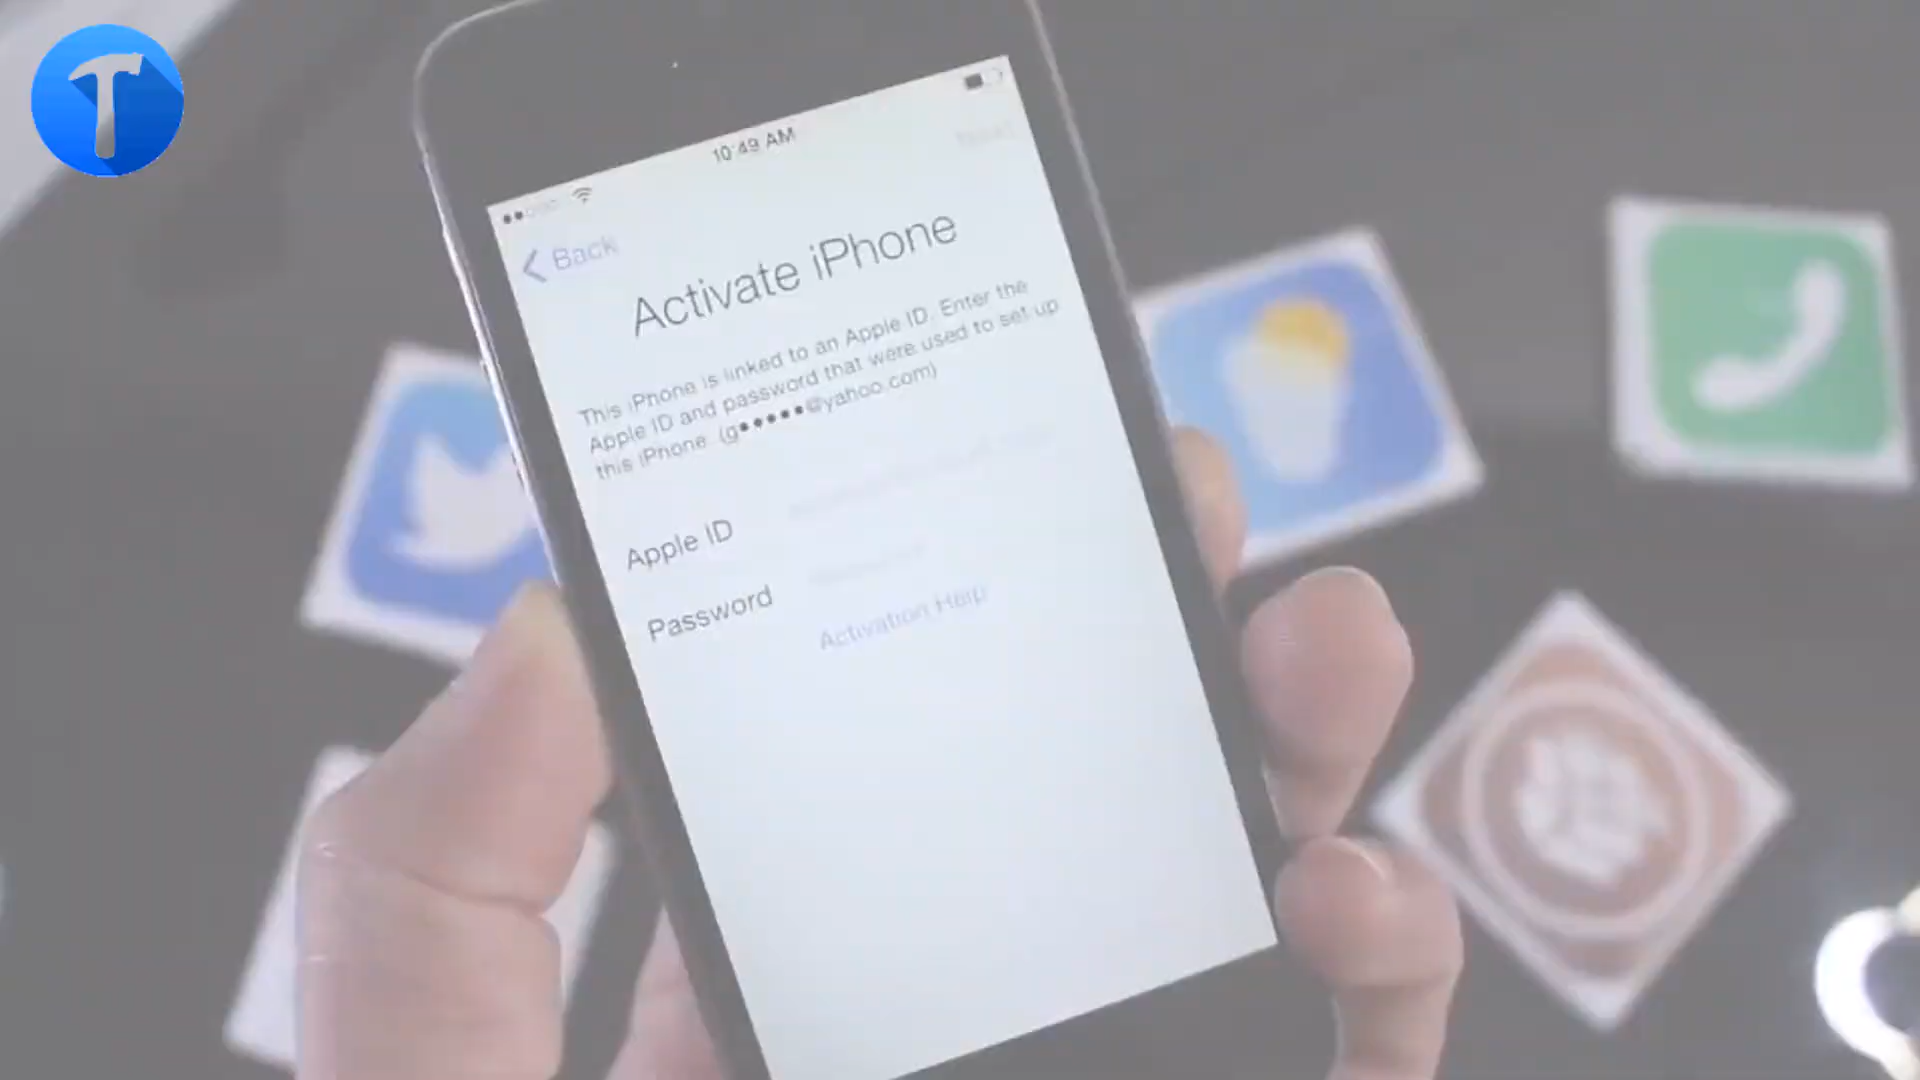 10:49 AM
Back
Activate iPhone
This iPhone is linked to an Apple ID. Enter the
Apple ID and password that were used to set up
this iPhone. (g•••••@yahoo.com)
Apple ID
Password
Activation Help